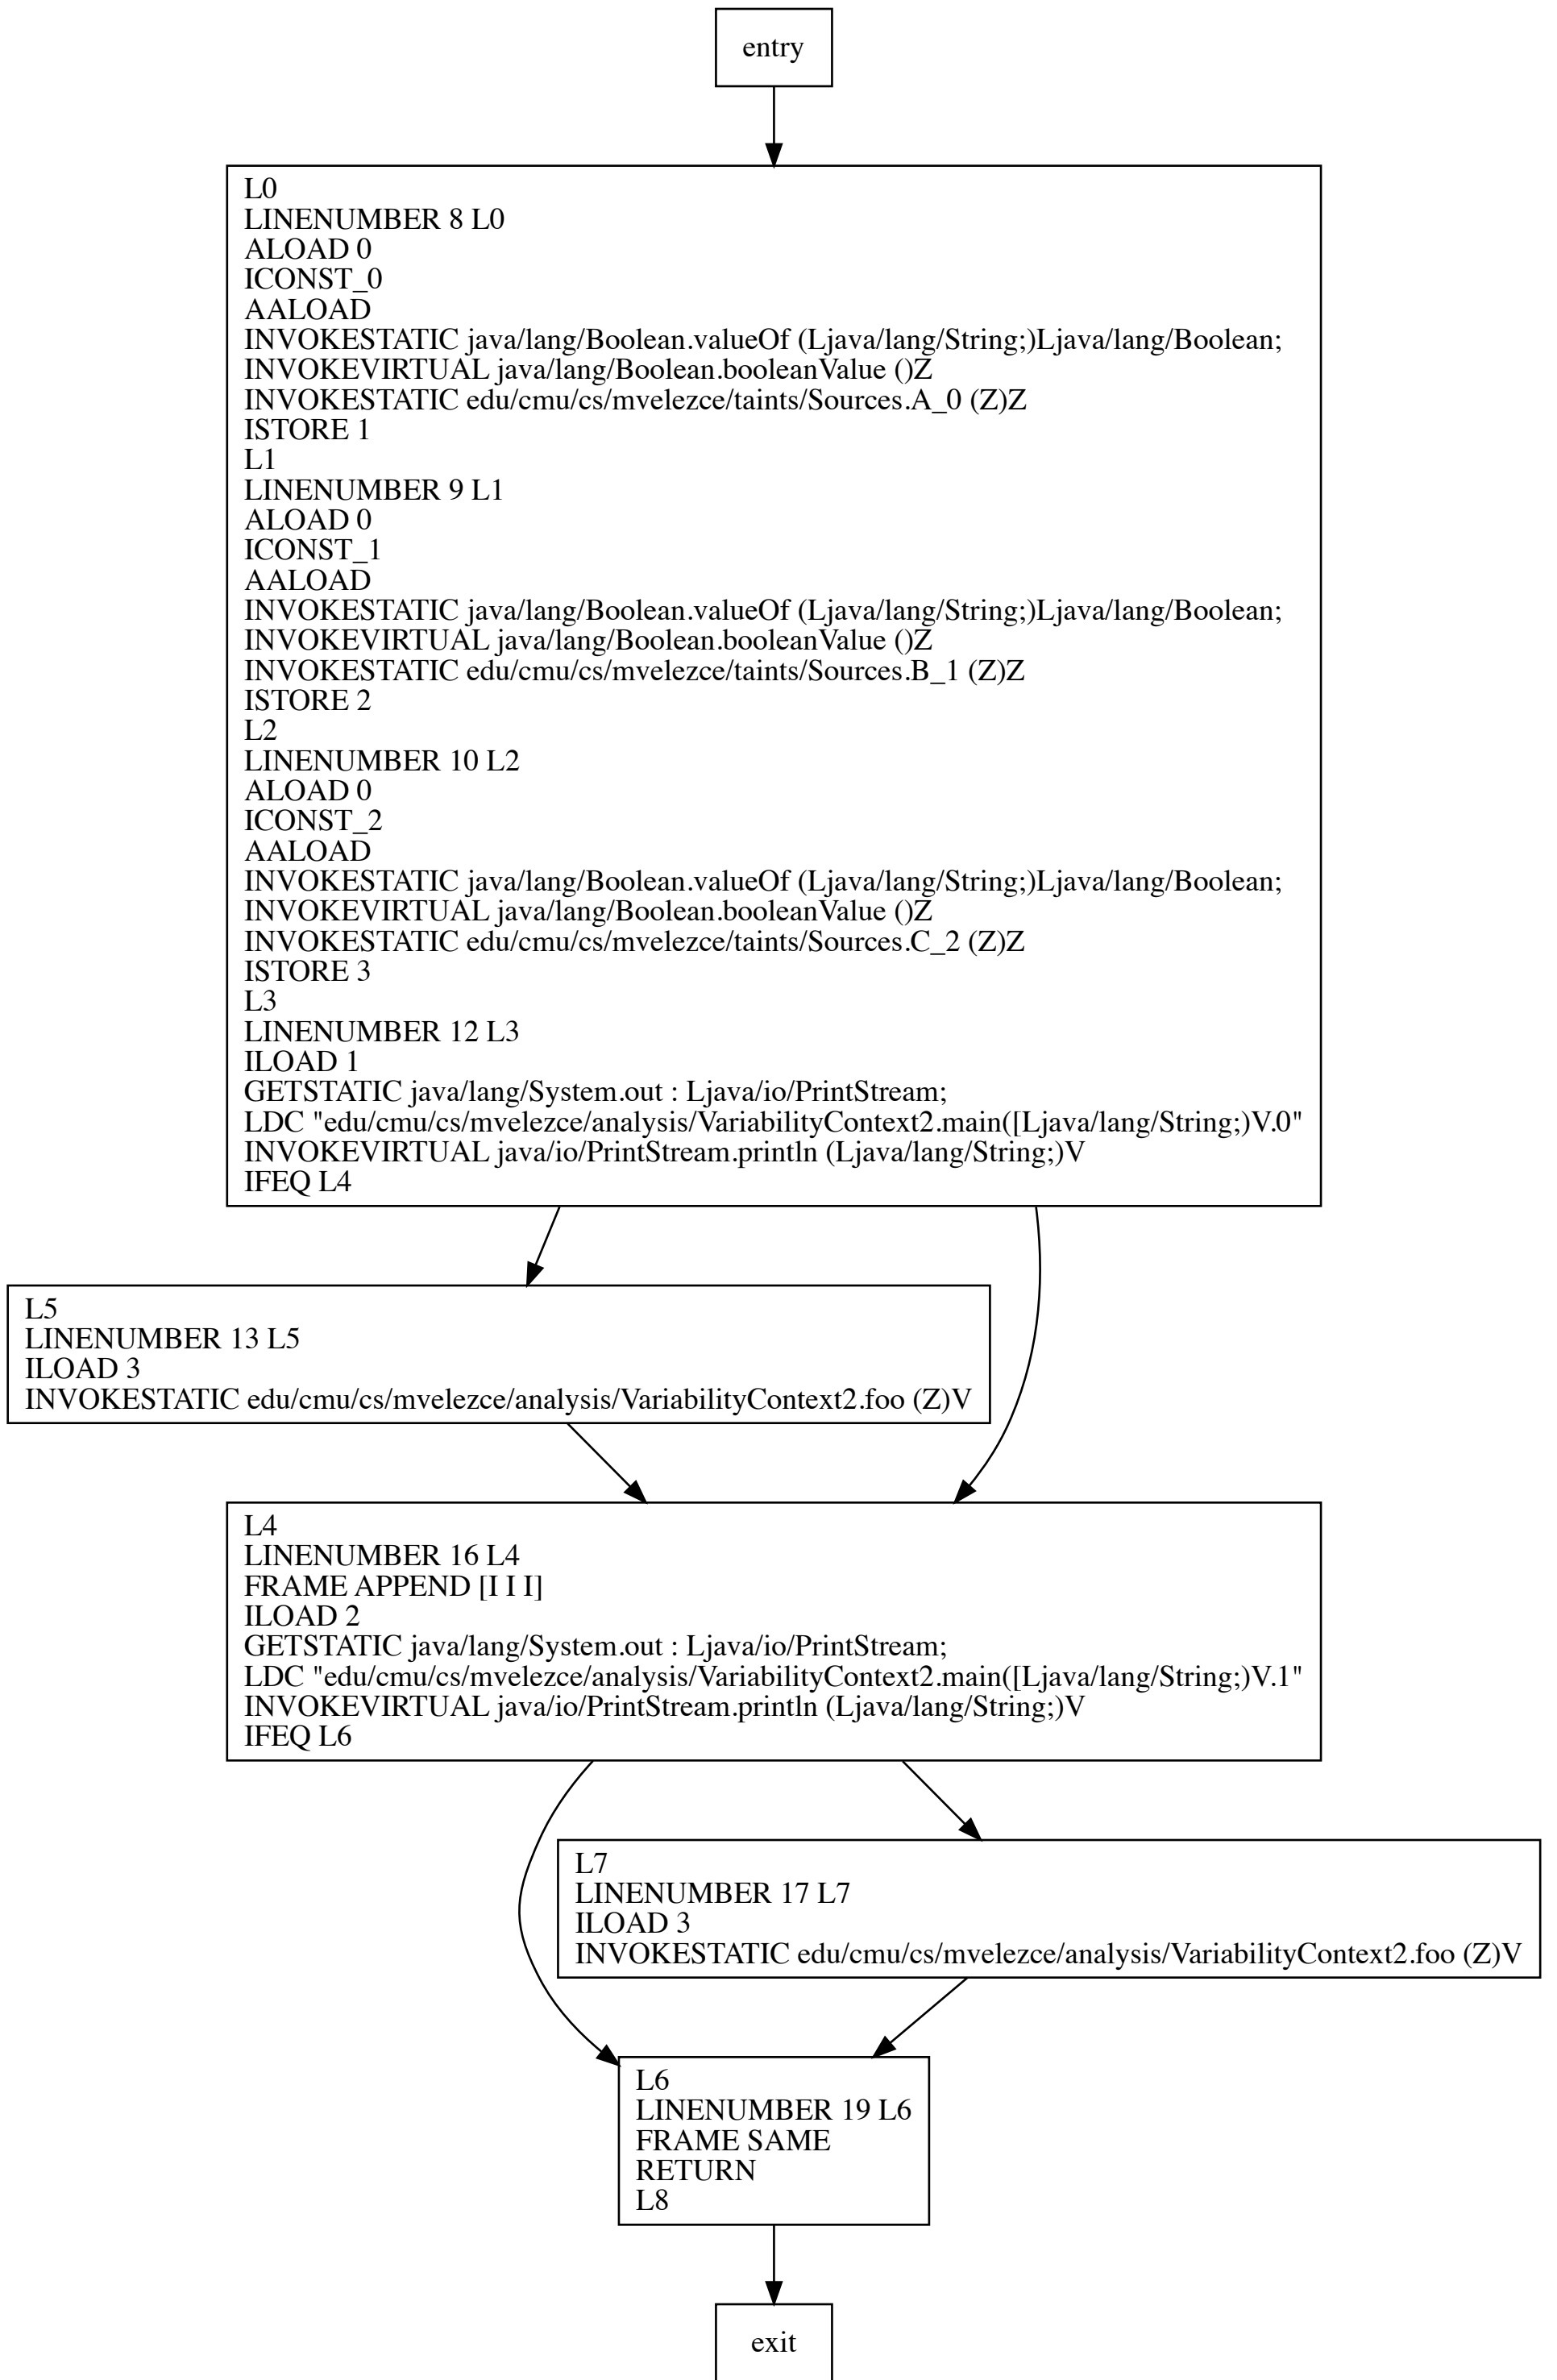 entry
L0
LINENUMBER 8 L0
ALOAD 0
ICONST_0
AALOAD
INVOKESTATIC java/lang/Boolean.valueOf (Ljava/lang/String;)Ljava/lang/Boolean;
INVOKEVIRTUAL java/lang/Boolean.booleanValue ()Z
INVOKESTATIC edu/cmu/cs/mvelezce/taints/Sources.A_0 (Z)Z
ISTORE 1
L1
LINENUMBER 9 L1
ALOAD 0
ICONST_1
AALOAD
INVOKESTATIC java/lang/Boolean.valueOf (Ljava/lang/String;)Ljava/lang/Boolean;
INVOKEVIRTUAL java/lang/Boolean.booleanValue ()Z
INVOKESTATIC edu/cmu/cs/mvelezce/taints/Sources.B_1 (Z)Z
ISTORE 2
L2
LINENUMBER 10 L2
ALOAD 0
ICONST_2
AALOAD
INVOKESTATIC java/lang/Boolean.valueOf (Ljava/lang/String;)Ljava/lang/Boolean;
INVOKEVIRTUAL java/lang/Boolean.booleanValue ()Z
INVOKESTATIC edu/cmu/cs/mvelezce/taints/Sources.C_2 (Z)Z
ISTORE 3
L3
LINENUMBER 12 L3
ILOAD 1
GETSTATIC java/lang/System.out : Ljava/io/PrintStream;
LDC "edu/cmu/cs/mvelezce/analysis/VariabilityContext2.main([Ljava/lang/String;)V.0"
INVOKEVIRTUAL java/io/PrintStream.println (Ljava/lang/String;)V
IFEQ L4
L5
LINENUMBER 13 L5
ILOAD 3
INVOKESTATIC edu/cmu/cs/mvelezce/analysis/VariabilityContext2.foo (Z)V
L4
LINENUMBER 16 L4
FRAME APPEND [I I I]
ILOAD 2
GETSTATIC java/lang/System.out : Ljava/io/PrintStream;
LDC "edu/cmu/cs/mvelezce/analysis/VariabilityContext2.main([Ljava/lang/String;)V.1"
INVOKEVIRTUAL java/io/PrintStream.println (Ljava/lang/String;)V
IFEQ L6
L7
LINENUMBER 17 L7
ILOAD 3
INVOKESTATIC edu/cmu/cs/mvelezce/analysis/VariabilityContext2.foo (Z)V
L6
LINENUMBER 19 L6
FRAME SAME
RETURN
L8
exit